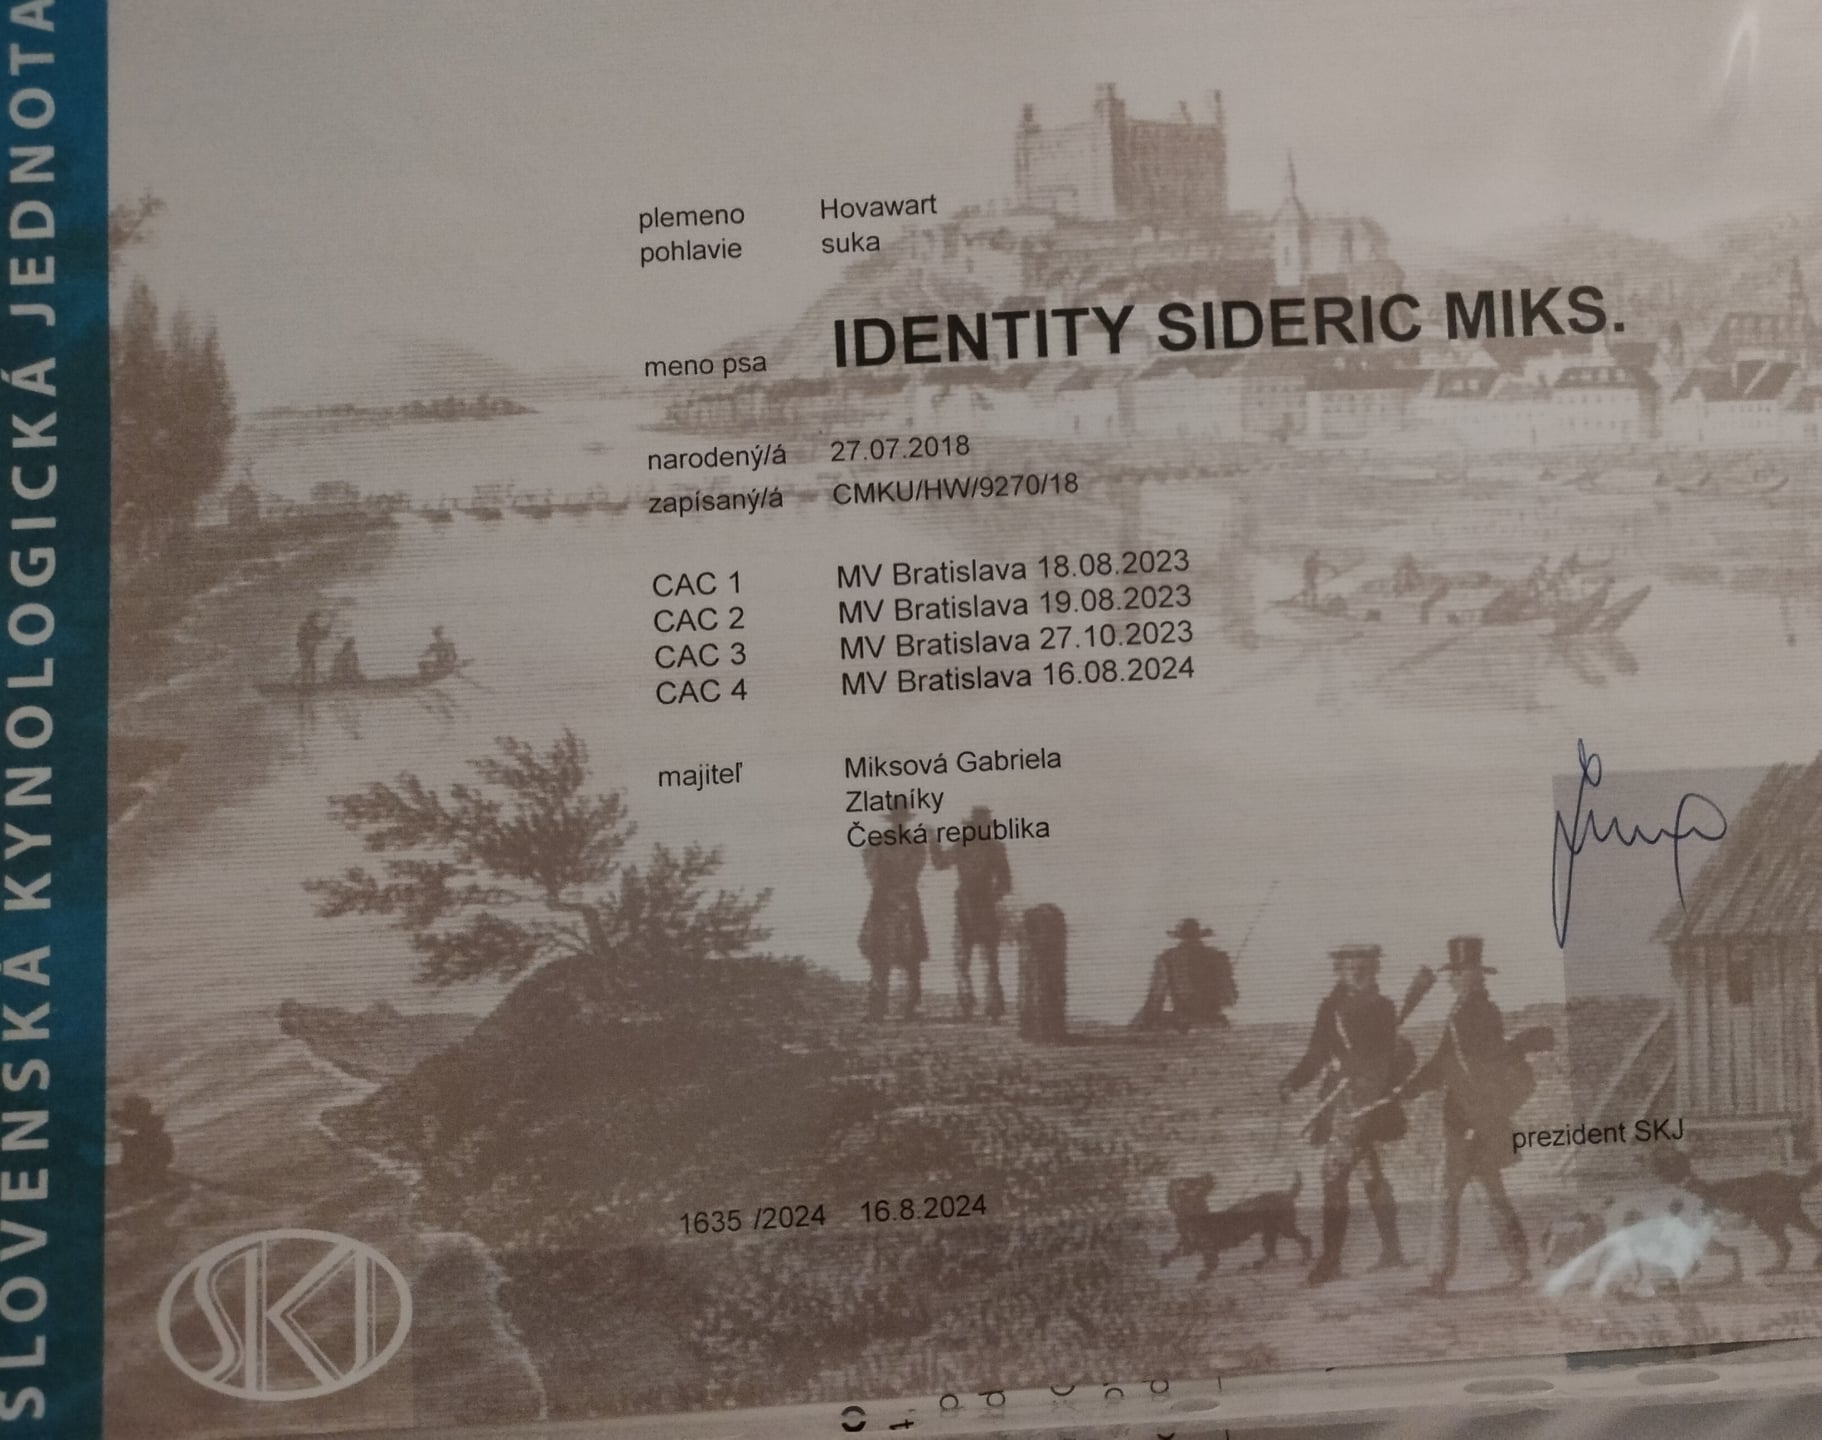 SLOVENSKÁ KYNOLOGICKÁ JEDNOTA
plemeno Hovawart
pohlavie suka
meno psa IDENTITY SIDERIC MIKS.
narodený/á 27.07.2018
zapísaný/á CMKU/HW/9270/18
CAC 1 MV Bratislava 18.08.2023
CAC 2 MV Bratislava 19.08.2023
CAC 3 MV Bratislava 27.10.2023
CAC 4 MV Bratislava 16.08.2024
majiteľ Miksová Gabriela
Zlatníky
Česká republika
prezident SKJ
1635 /2024 16.8.2024
SKJ